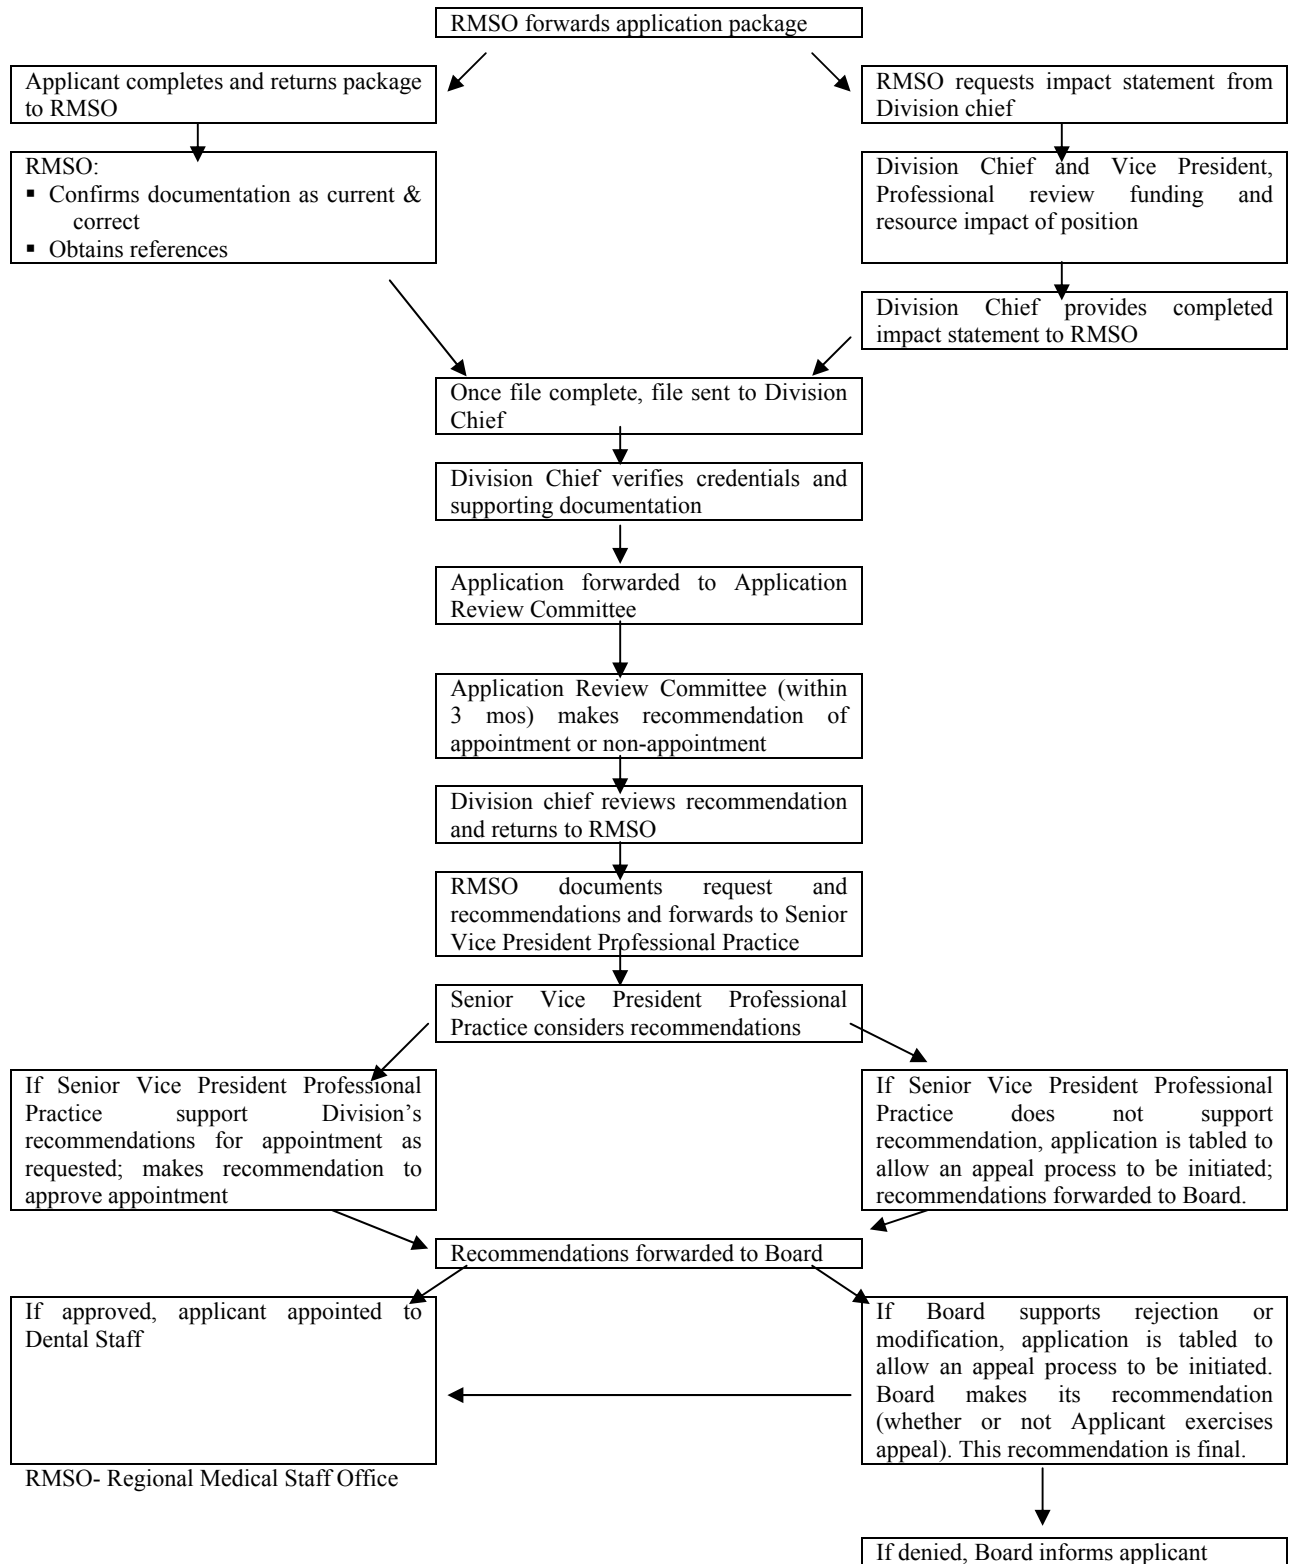 RMSO forwards application package
Applicant completes and returns package
to RMSO
RMSO requests impact statement from
Division chief
RMSO:
▪ Confirms documentation as current &
correct
▪ Obtains references
Division Chief and Vice President,
Professional review funding and
resource impact of position
Division Chief provides completed
impact statement to RMSO
Once file complete, file sent to Division
Chief
Division Chief verifies credentials and
supporting documentation
Application forwarded to Application
Review Committee
Application Review Committee (within
3 mos) makes recommendation of
appointment or non-appointment
Division chief reviews recommendation
and returns to RMSO
RMSO documents request and
recommendations and forwards to Senior
Vice President Professional Practice
Senior Vice President Professional
Practice considers recommendations
If Senior Vice President Professional
Practice support Division’s
recommendations for appointment as
requested; makes recommendation to
approve appointment
If Senior Vice President Professional
Practice does not support
recommendation, application is tabled to
allow an appeal process to be initiated;
recommendations forwarded to Board.
Recommendations forwarded to Board
If approved, applicant appointed to
Dental Staff
If Board supports rejection or
modification, application is tabled to
allow an appeal process to be initiated.
Board makes its recommendation
(whether or not Applicant exercises
appeal). This recommendation is final.
RMSO- Regional Medical Staff Office
If denied, Board informs applicant